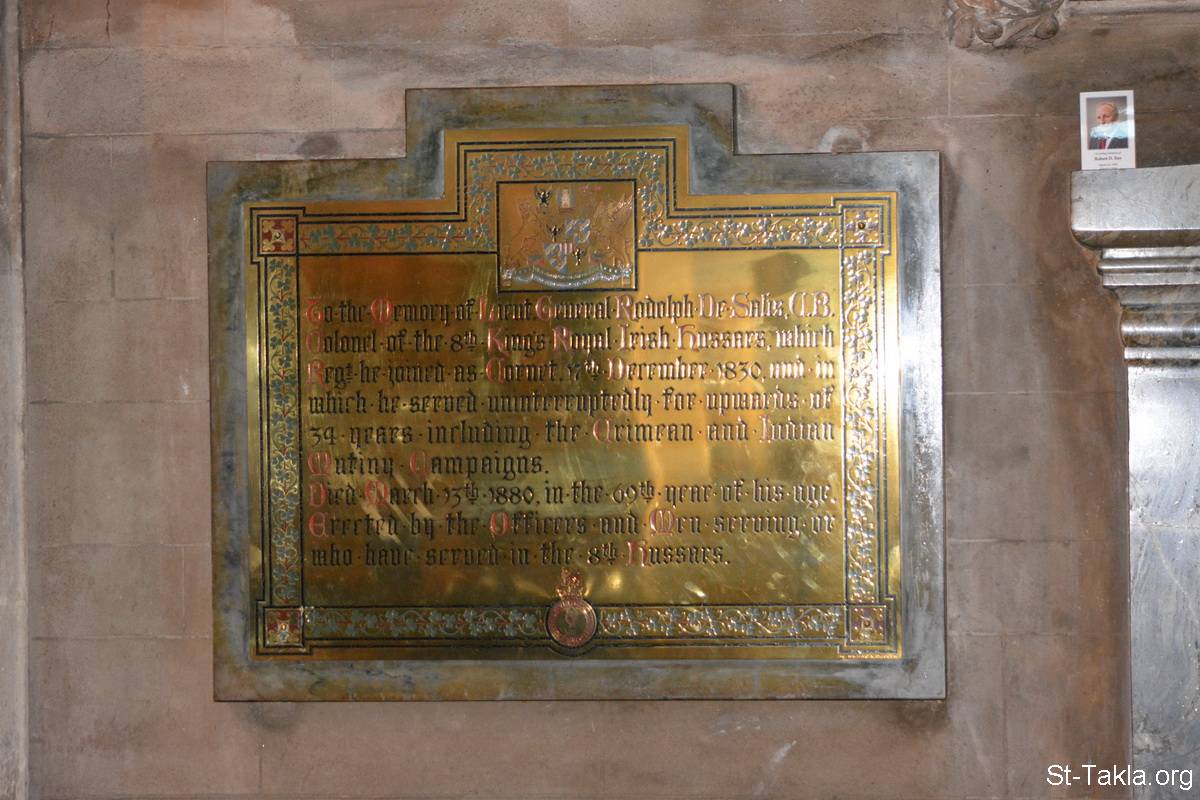 To·the·Memory·of·Lieut·General·Rodolph·De·Salis, C.B.
Colonel·of·the·8th·King's·Royal·Irish·Hussars, which
Regt·he·joined·as·Cornet, 17th·December·1830, and·in
which·he·served·uninterruptedly·for·upwards·of
34·years·including·the·Crimean·and·Indian
Mutiny·Campaigns.
Died·March·13th·1880, in·the·69th·year·of·his·age.
Erected·by·the·Officers·and·Men·serving·or
who·have·served·in·the·8th·Hussars.
Robert D. Ray
St-Takla.org